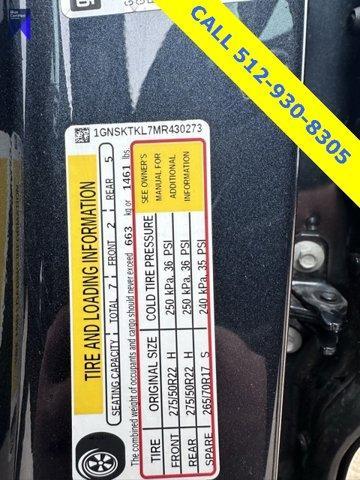 CALL 512-930-8305
1GNSKTKL7MR430273
TIRE AND LOADING INFORMATION
SEATING CAPACITY TOTAL 7 FRONT 2 REAR 5
The combined weight of occupants and cargo should never exceed 663 kg or 1461 lbs.
TIRE ORIGINAL SIZE COLD TIRE PRESSURE
FRONT 275/50R22 H 250 kPa, 36 PSI
REAR 275/50R22 H 250 kPa, 36 PSI
SPARE 265/70R17 S 240 kPa, 35 PSI
SEE OWNER'S
MANUAL FOR
ADDITIONAL
INFORMATION